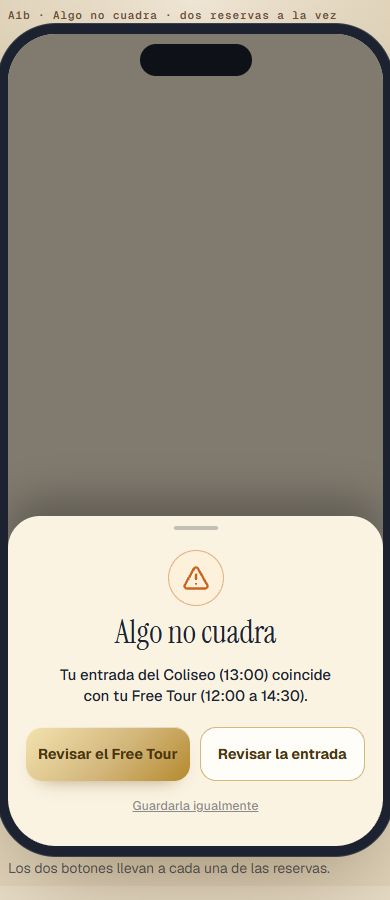 A1b · Algo no cuadra · dos reservas a la vez
Algo no cuadra
Tu entrada del Coliseo (13:00) coincide
con tu Free Tour (12:00 a 14:30).
Revisar el Free Tour
Revisar la entrada
Guardarla igualmente
Los dos botones llevan a cada una de las reservas.